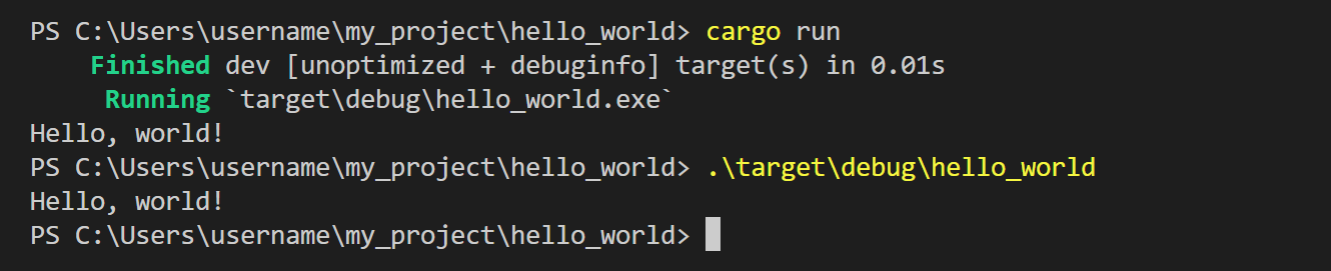 PS C:\Users\username\my_project\hello_world> cargo run
    Finished dev [unoptimized + debuginfo] target(s) in 0.01s
     Running `target\debug\hello_world.exe`
Hello, world!
PS C:\Users\username\my_project\hello_world> .\target\debug\hello_world
Hello, world!
PS C:\Users\username\my_project\hello_world>